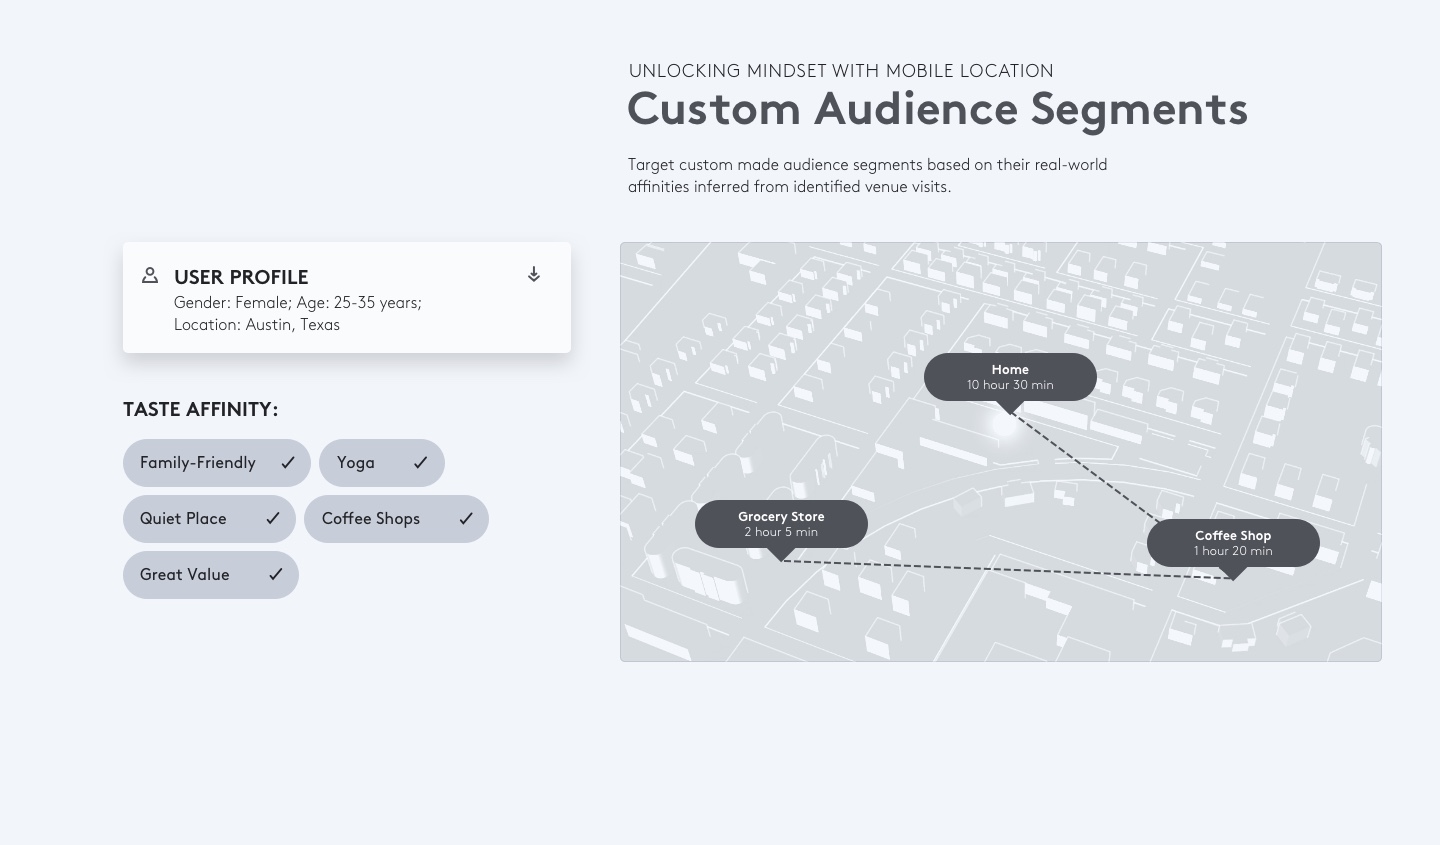 UNLOCKING MINDSET WITH MOBILE LOCATION
Custom Audience Segments
Target custom made audience segments based on their real-world
affinities inferred from identified venue visits.
USER PROFILE
Gender: Female; Age: 25-35 years;
Location: Austin, Texas
TASTE AFFINITY:
Family-Friendly
Yoga
Quiet Place
Coffee Shops
Great Value
Home
10 hour 30 min
Grocery Store
2 hour 5 min
Coffee Shop
1 hour 20 min